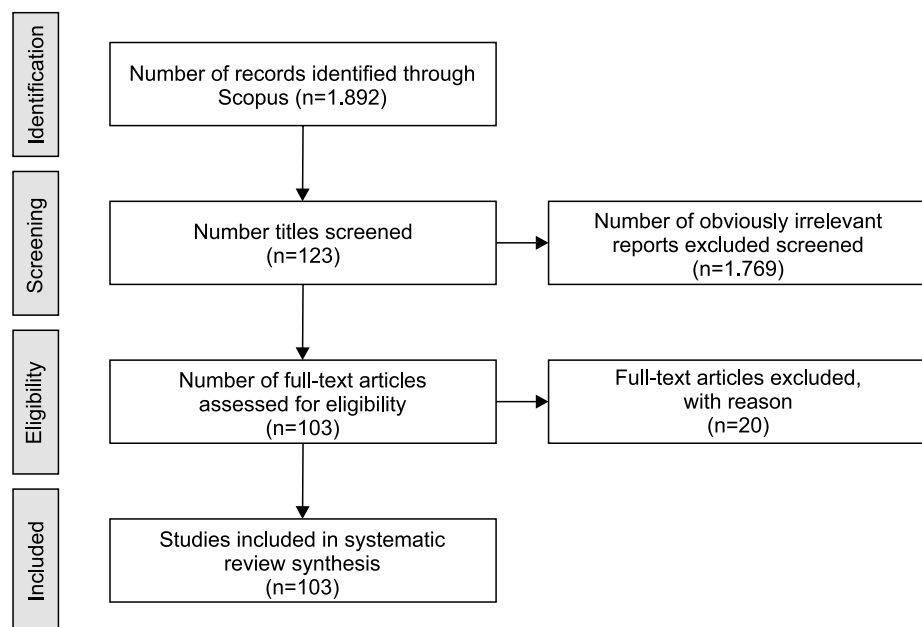 Identification
Number of records identified through
Scopus (n=1.892)
Screening
Number titles screened
(n=123)
Number of obviously irrelevant
reports excluded screened
(n=1.769)
Eligibility
Number of full-text articles
assessed for eligibility
(n=103)
Full-text articles excluded,
with reason
(n=20)
Included
Studies included in systematic
review synthesis
(n=103)